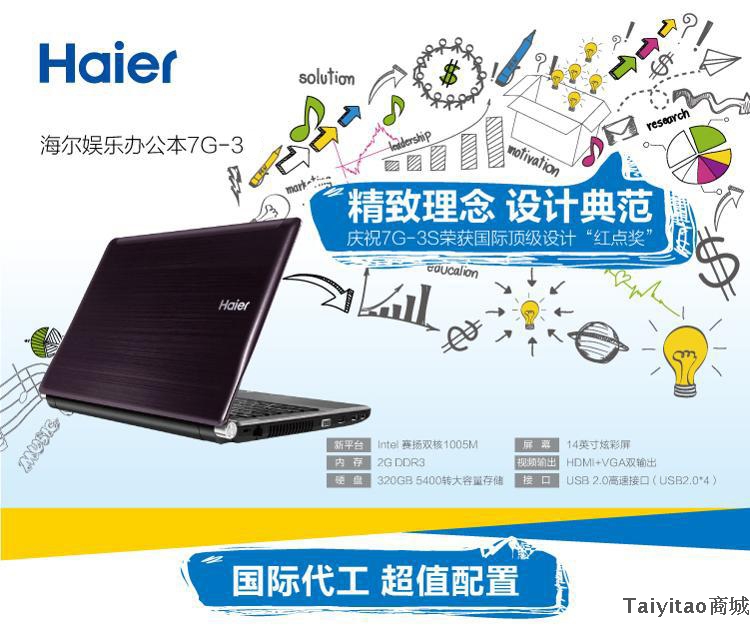 Haier
海尔娱乐办公本7G-3
solution
leadership
marketing
motivation
research
精致理念 设计典范
庆祝7G-3S荣获国际顶级设计“红点奖”
education
Haier
MUSIC
新平台 Intel 赛扬双核1005M
内 存 2G DDR3
硬 盘 320GB 5400转大容量存储
屏 幕 14英寸炫彩屏
视频输出 HDMI+VGA双输出
接 口 USB 2.0高速接口（USB2.0*4）
国际代工 超值配置
Taiyitao商城